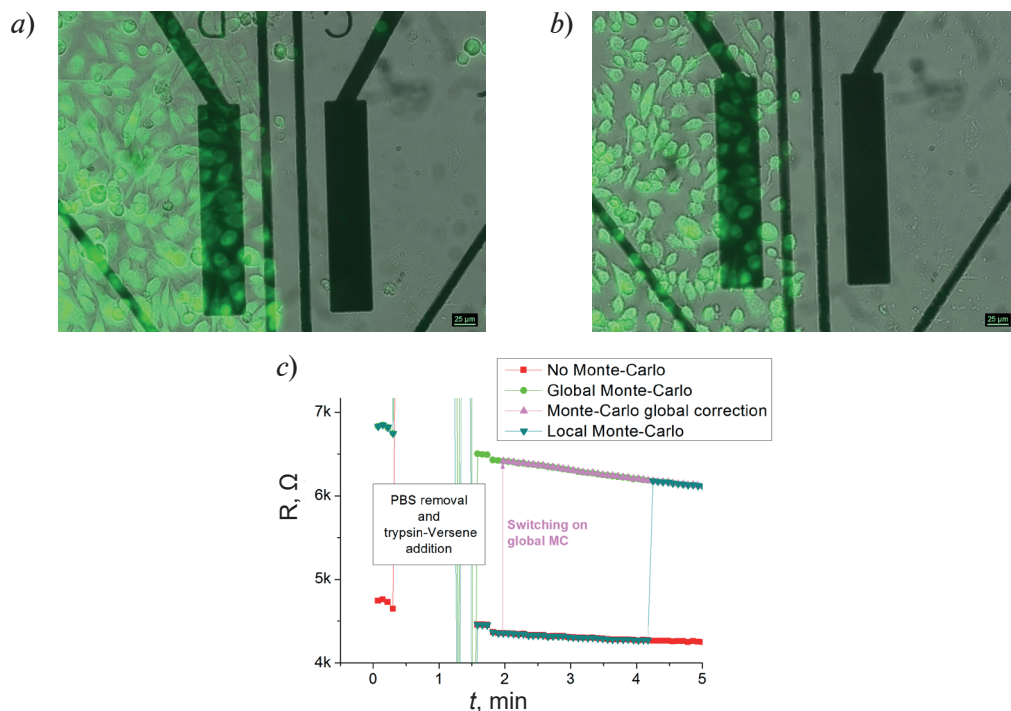 a)
b)
25 μm
25 μm
c)
No Monte-Carlo
Global Monte-Carlo
Monte-Carlo global correction
Local Monte-Carlo
7k
6k
5k
4k
R, Ω
PBS removal
and
trypsin-Versene
addition
Switching on
global MC
0
1
2
3
4
5
t, min